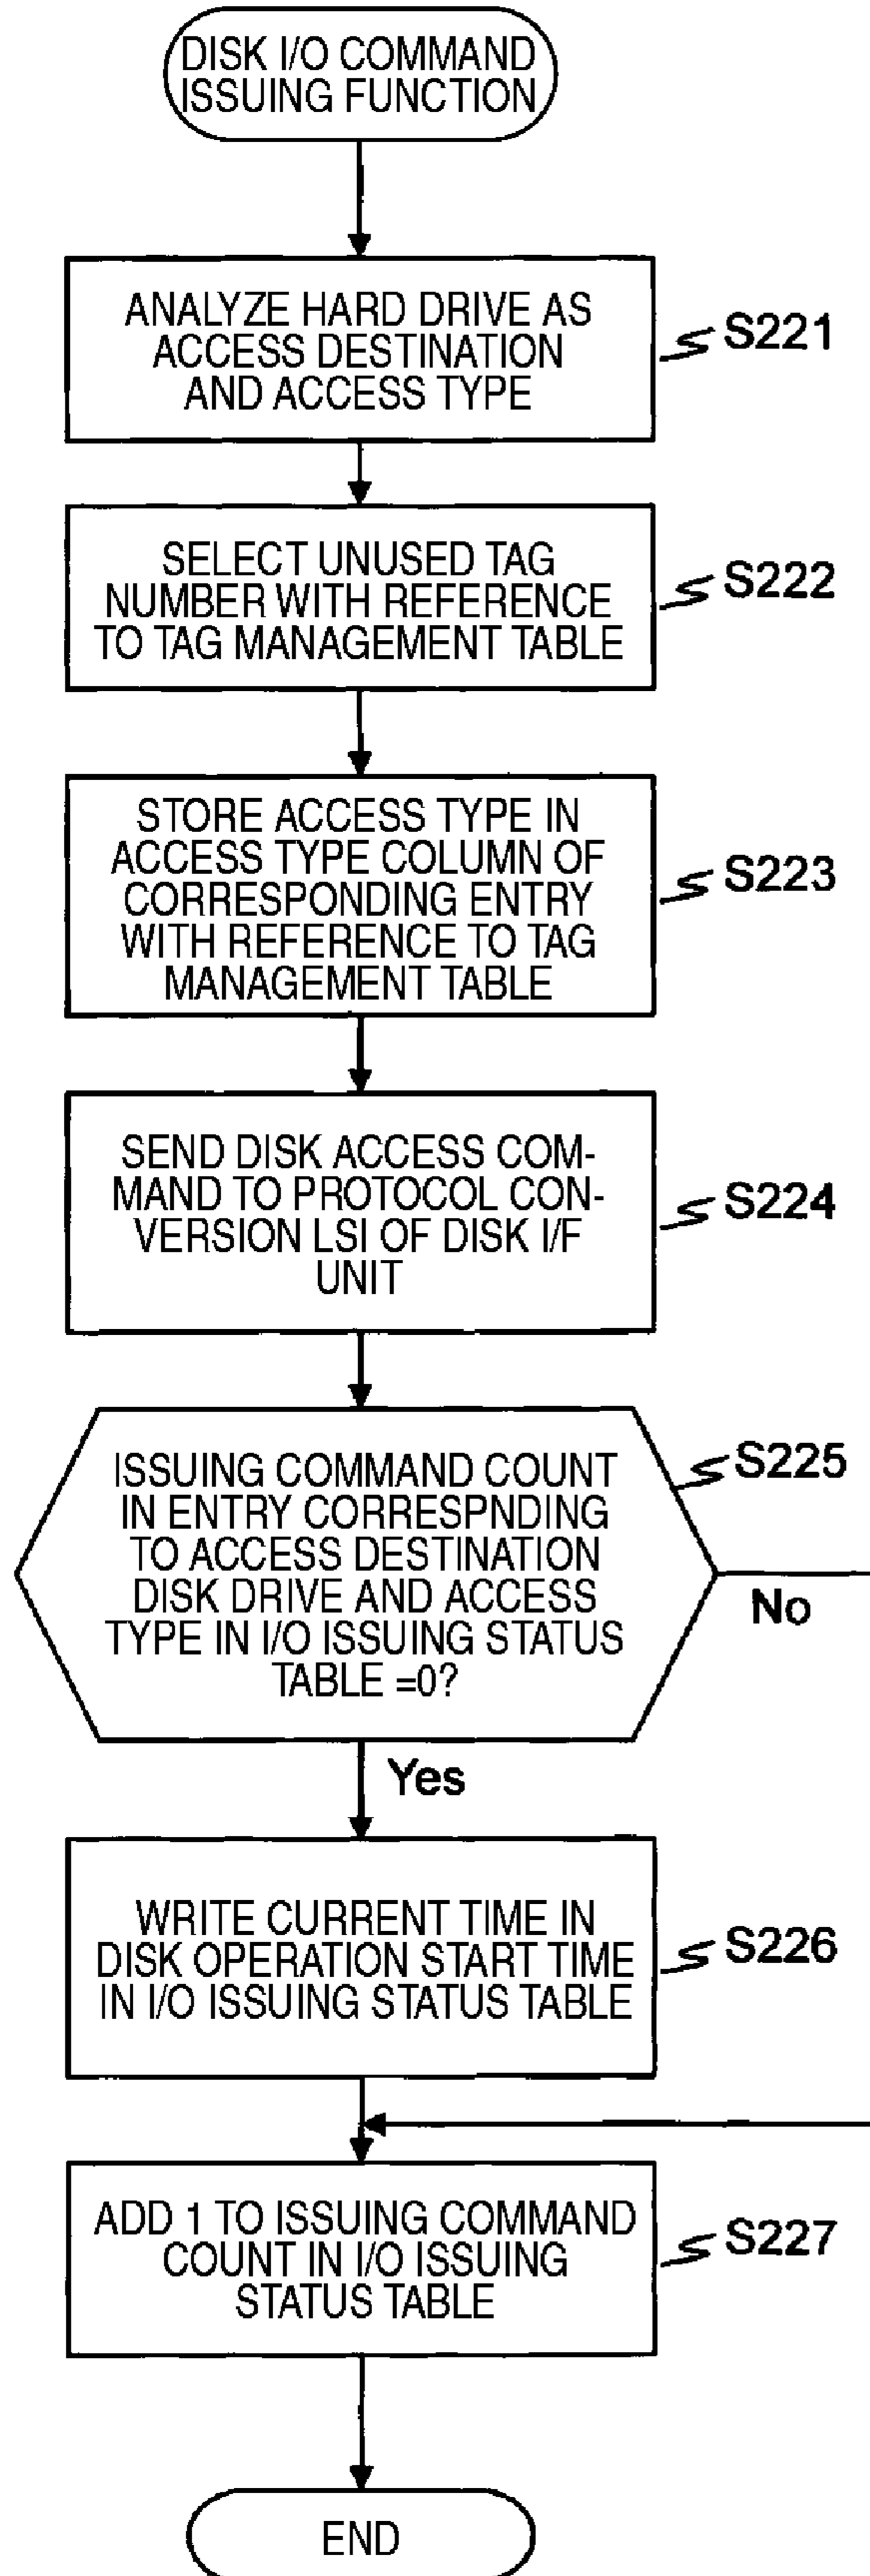 DISK I/O COMMAND
ISSUING FUNCTION
ANALYZE HARD DRIVE AS
ACCESS DESTINATION
AND ACCESS TYPE
S221
SELECT UNUSED TAG
NUMBER WITH REFERENCE
TO TAG MANAGEMENT TABLE
S222
STORE ACCESS TYPE IN
ACCESS TYPE COLUMN OF
CORRESPONDING ENTRY
WITH REFERENCE TO TAG
MANAGEMENT TABLE
S223
SEND DISK ACCESS COM-
MAND TO PROTOCOL CON-
VERSION LSI OF DISK I/F
UNIT
S224
ISSUING COMMAND COUNT
IN ENTRY CORRESPNDING
TO ACCESS DESTINATION
DISK DRIVE AND ACCESS
TYPE IN I/O ISSUING STATUS
TABLE =0?
S225
No
Yes
WRITE CURRENT TIME IN
DISK OPERATION START TIME
IN I/O ISSUING STATUS TABLE
S226
ADD 1 TO ISSUING COMMAND
COUNT IN I/O ISSUING
STATUS TABLE
S227
END